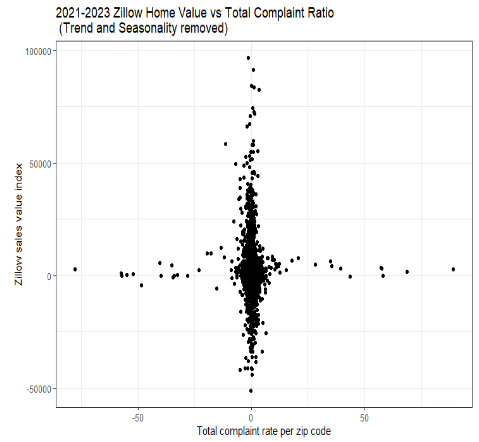 2021-2023 Zillow Home Value vs Total Complaint Ratio
(Trend and Seasonality removed)
100000
50000
0
-50000
Zillow sales value index
-50
0
50
Total complaint rate per zip code